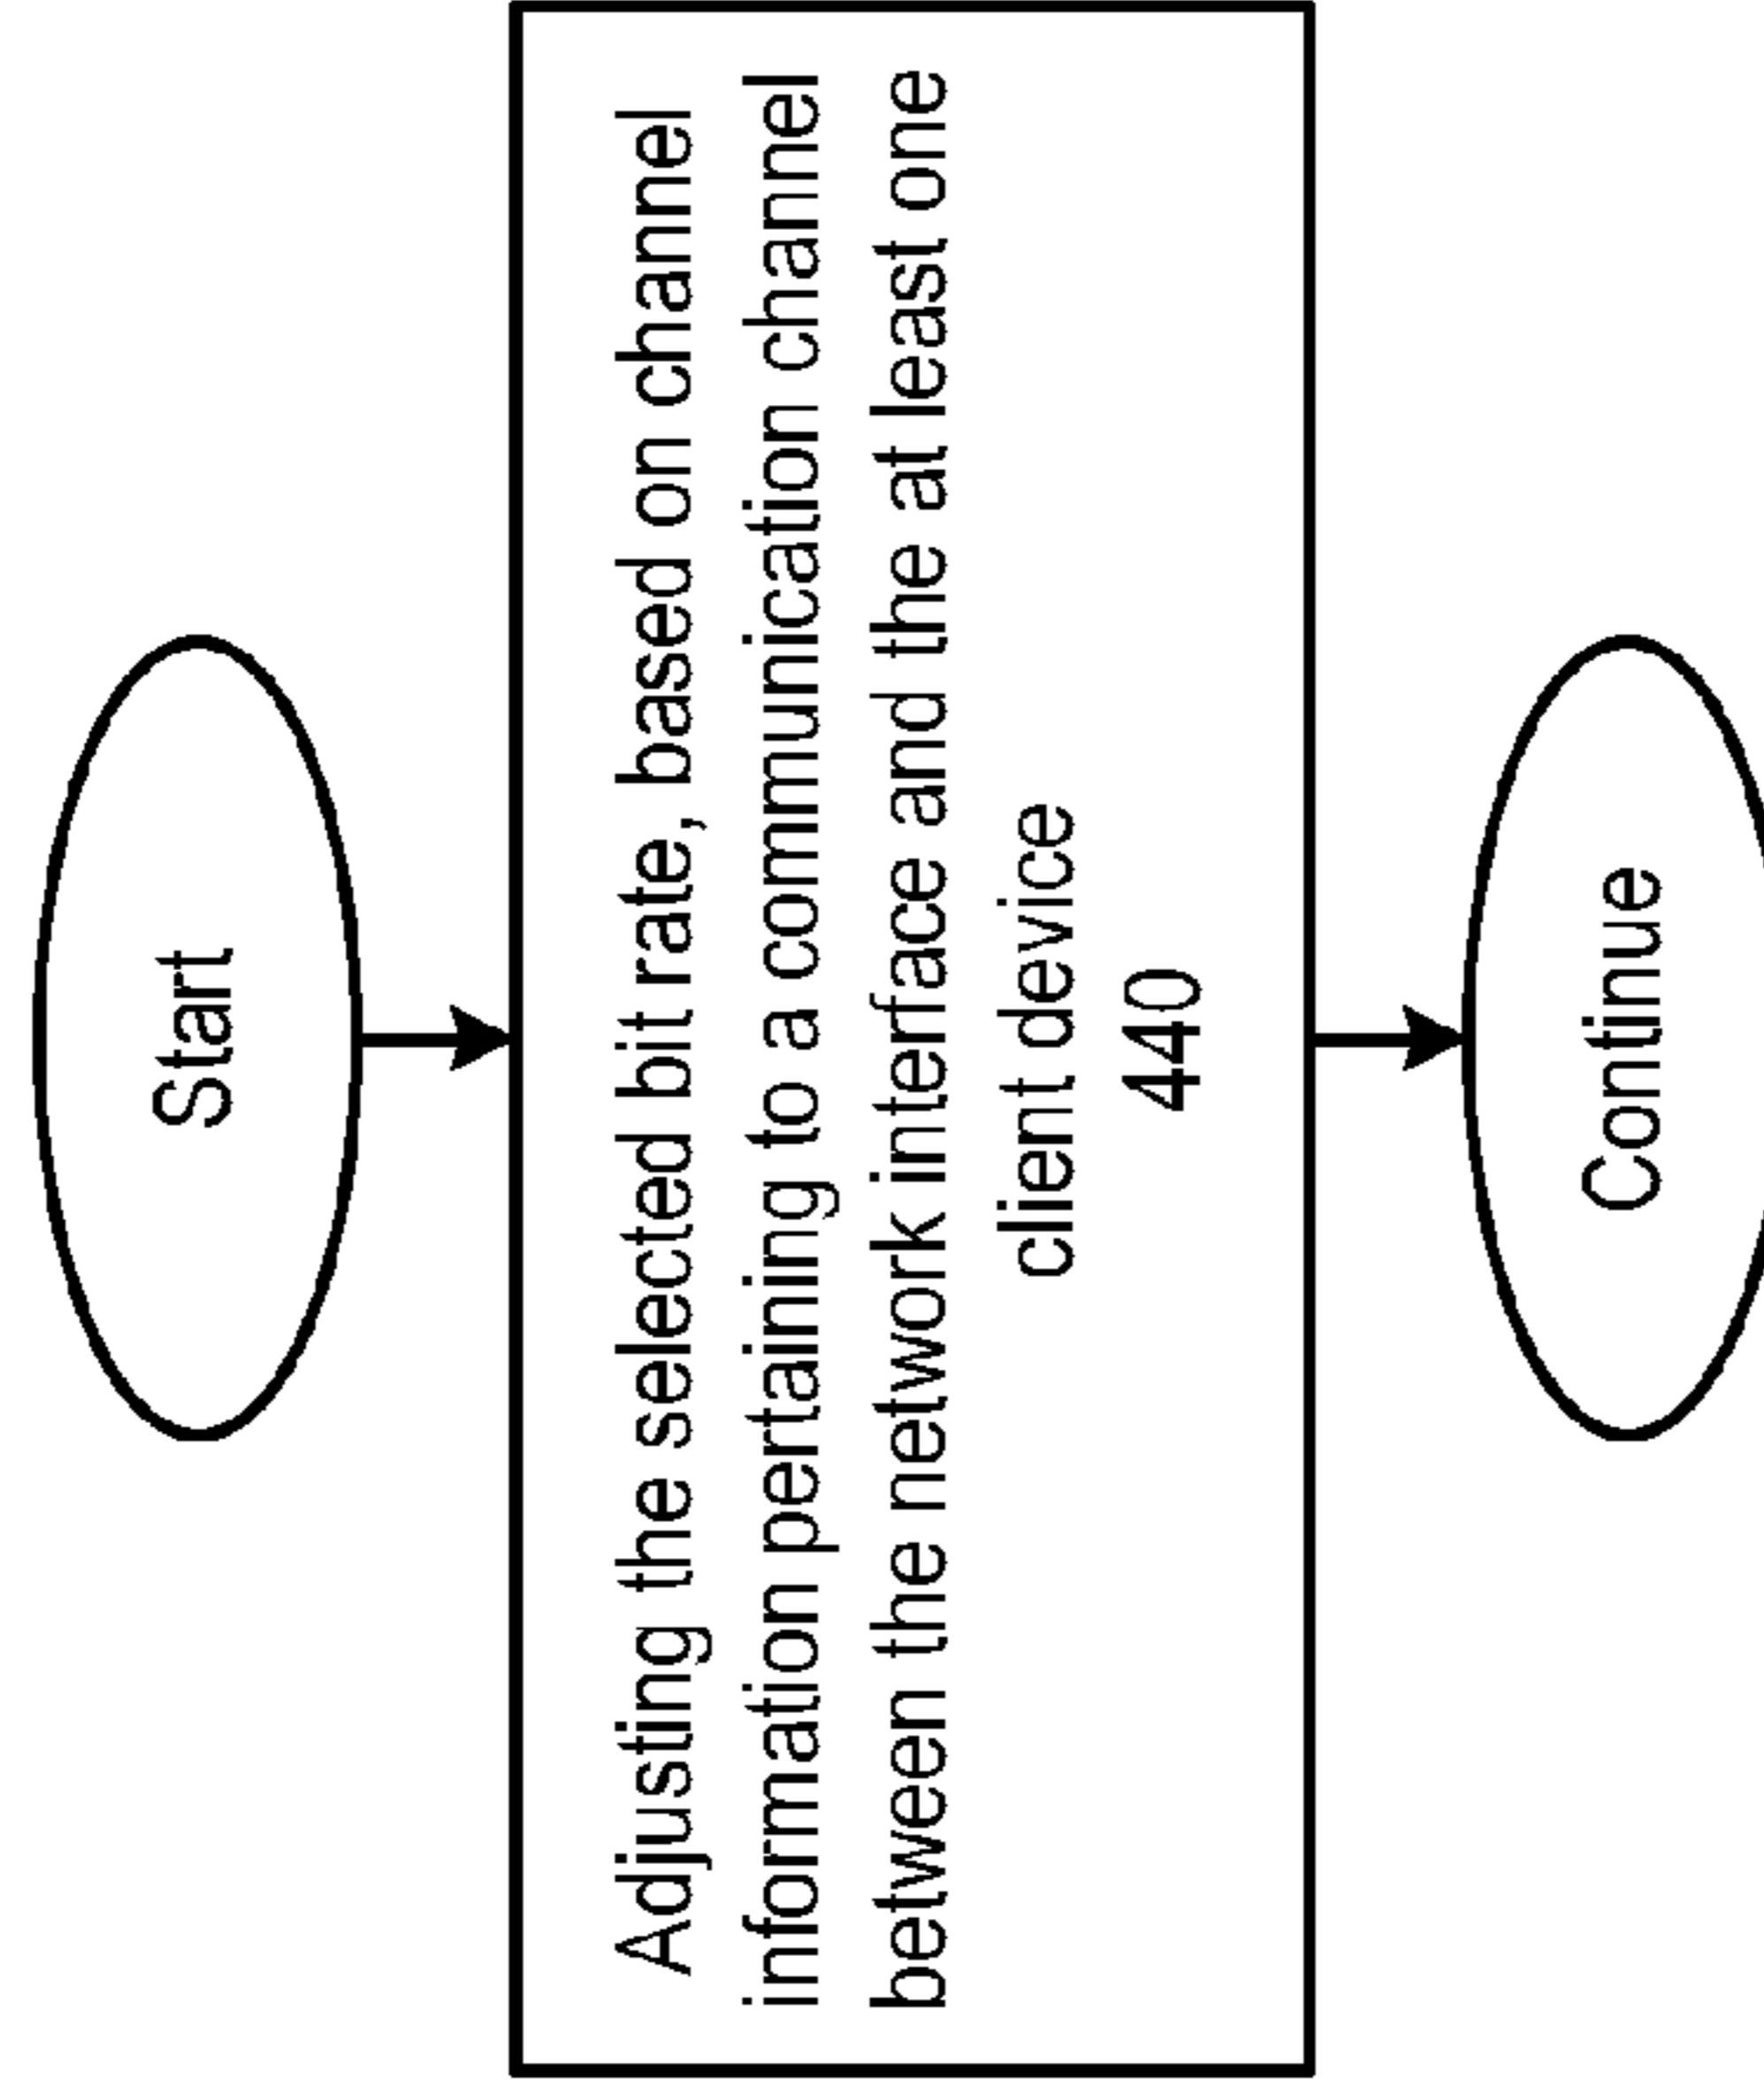 Start
Adjusting the selected bit rate, based on channel
information pertaining to a communication channel
between the network interface and the at least one
client device
440
Continue